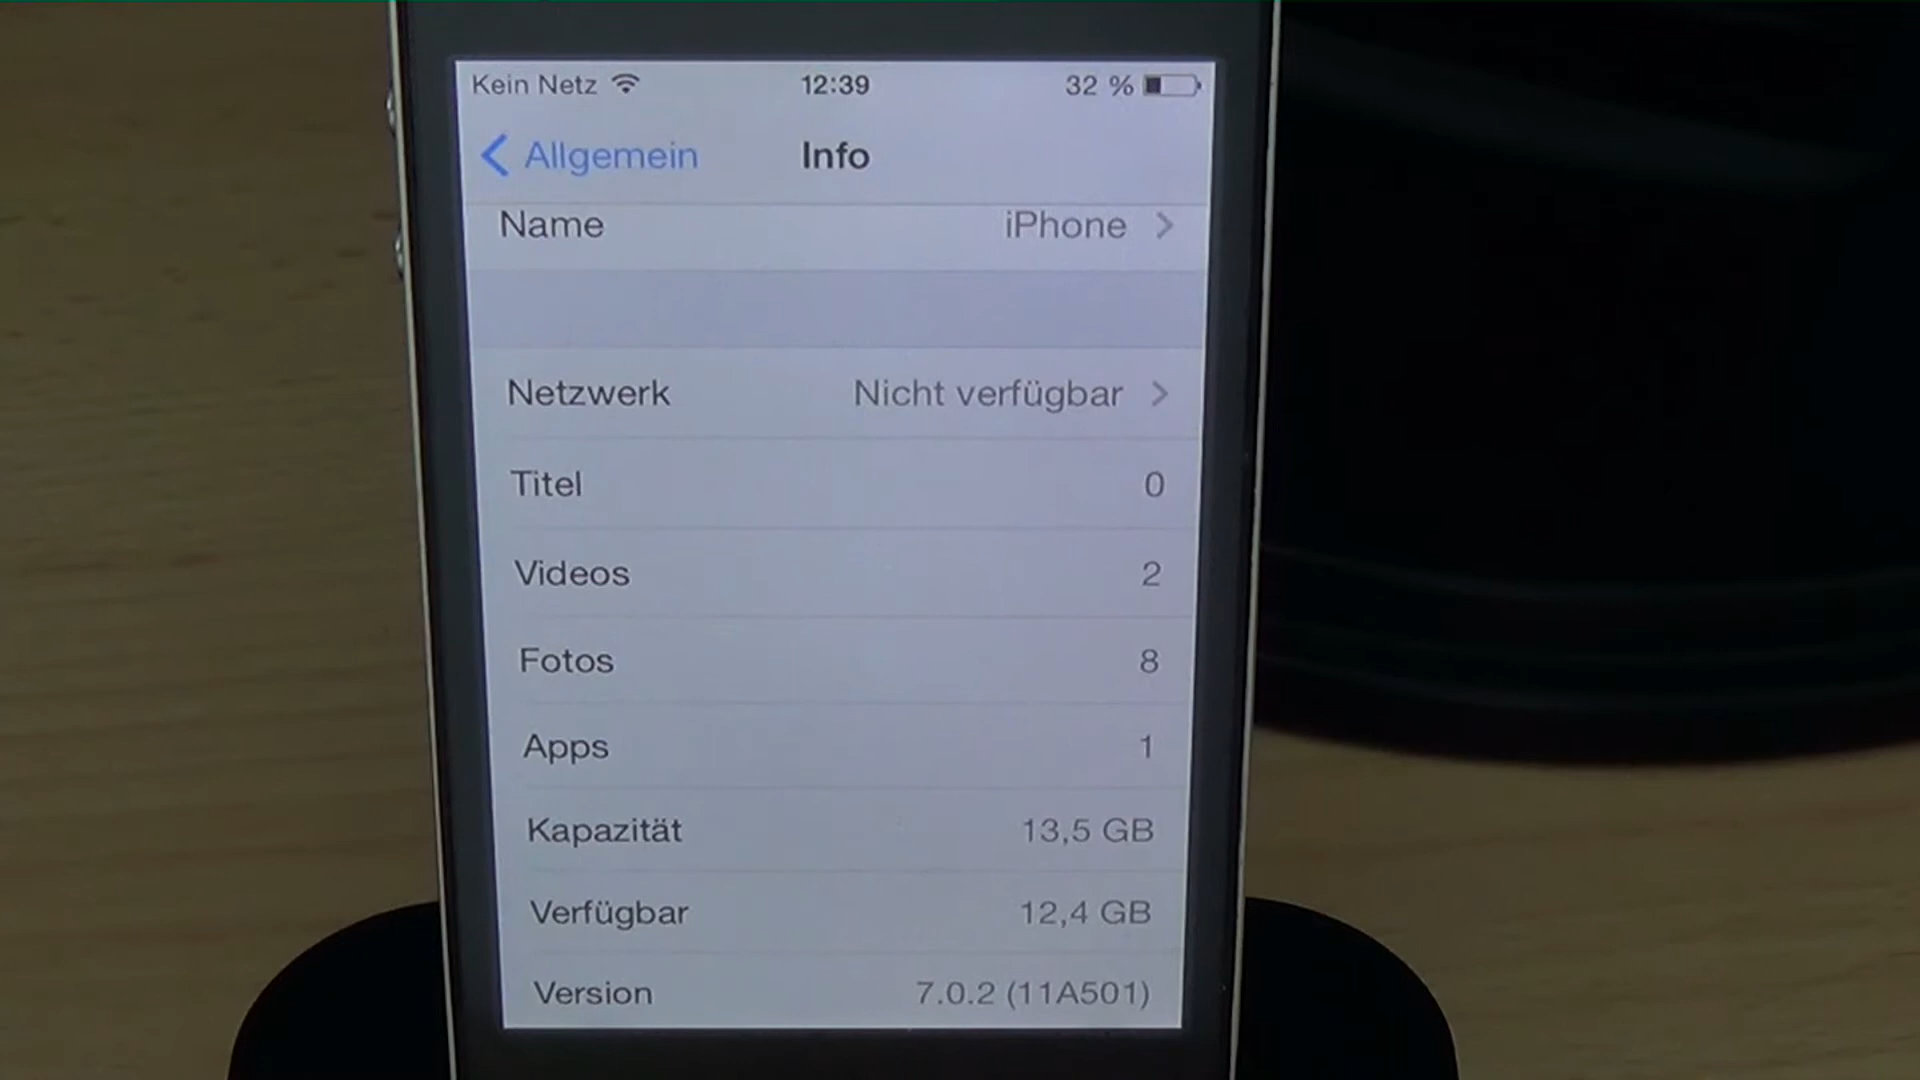 Kein Netz 12:39 32 %
Allgemein Info
Name iPhone
Netzwerk Nicht verfügbar
Titel 0
Videos 2
Fotos 8
Apps 1
Kapazität 13,5 GB
Verfügbar 12,4 GB
Version 7.0.2 (11A501)